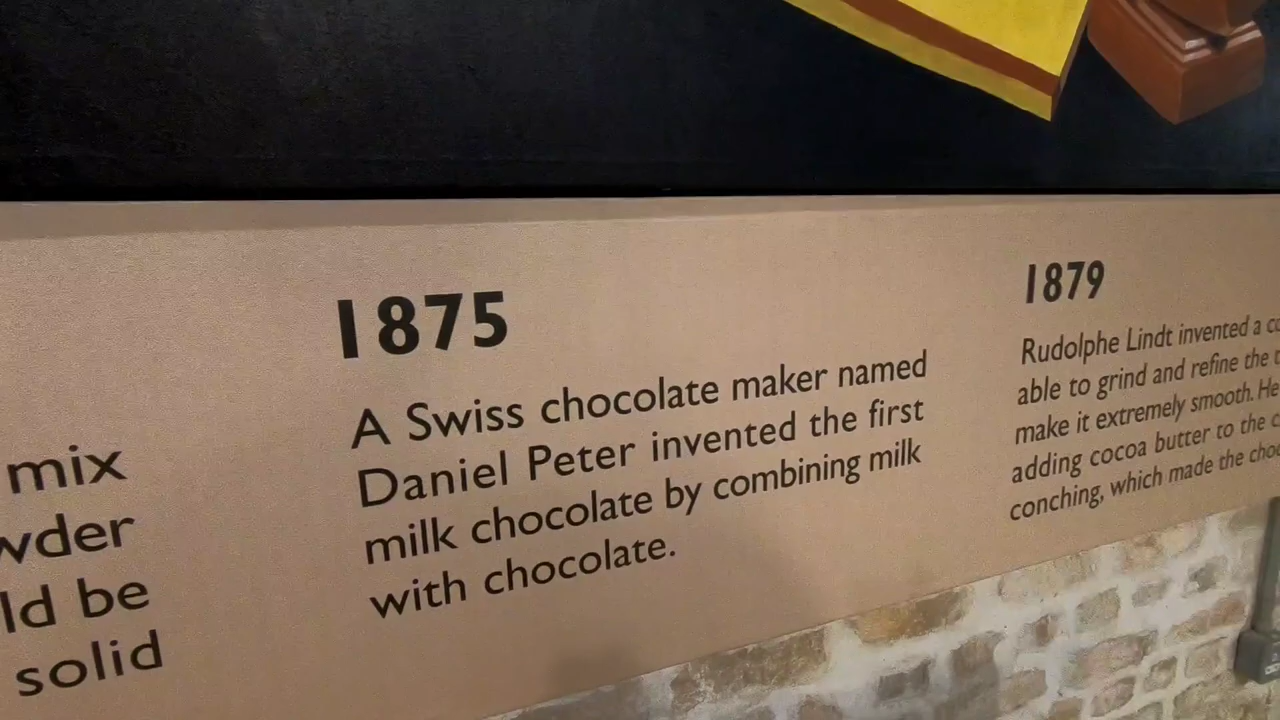 mix
be
solid
1875
A Swiss chocolate maker named
Daniel Peter invented the first
milk chocolate by combining milk
with chocolate.
1879
Rudolphe Lindt invented a
able to grind and refine the
make it extremely smooth. He
adding cocoa butter to the
conching, which made the